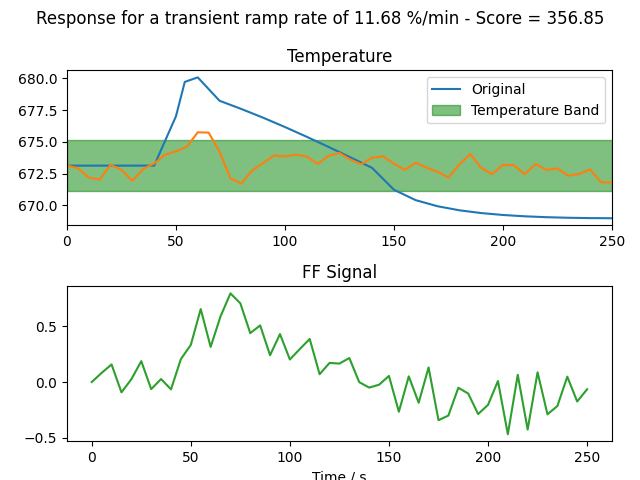 Response for a transient ramp rate of 11.68 %/min - Score = 356.85
Temperature
680.0
677.5
675.0
672.5
670.0
Original
Temperature Band
0 50 100 150 200 250
FF Signal
0.5
0.0
−0.5
0 50 100 150 200 250
Time / s